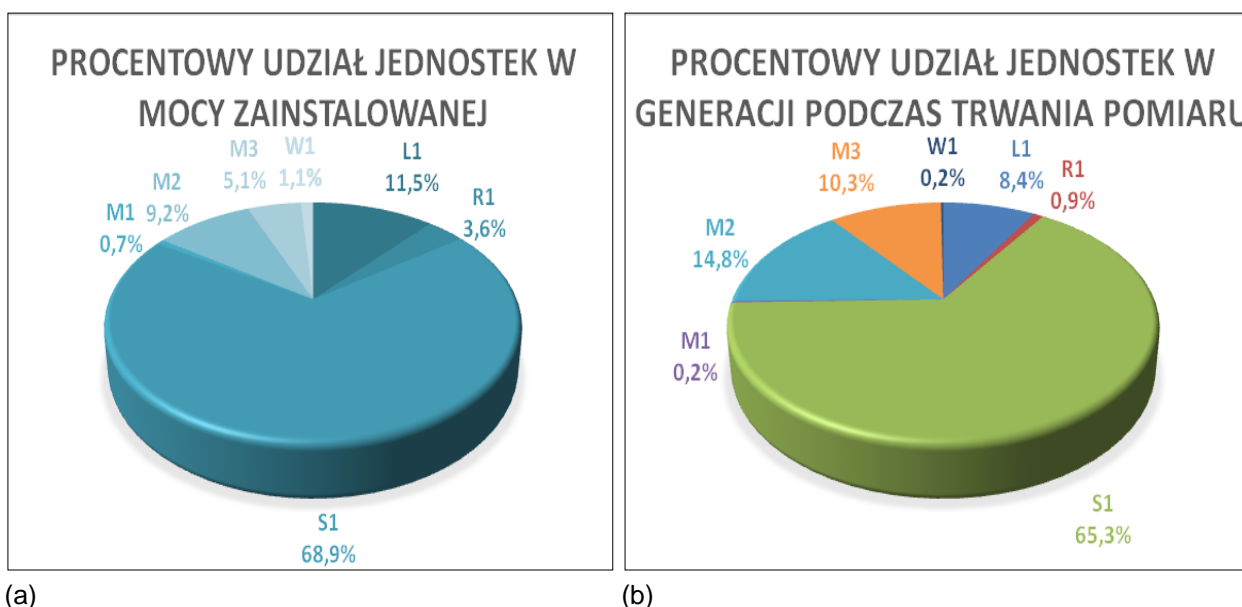 PROCENTOWY UDZIAŁ JEDNOSTEK W
MOCY ZAINSTALOWANEJ
L1
11,5%
R1
3,6%
S1
68,9%
M1
0,7%
M2
9,2%
M3
5,1%
W1
1,1%
(a)
PROCENTOWY UDZIAŁ JEDNOSTEK W
GENERACJI PODCZAS TRWANIA POMIARU
L1
8,4%
R1
0,9%
S1
65,3%
M1
0,2%
M2
14,8%
M3
10,3%
W1
0,2%
(b)